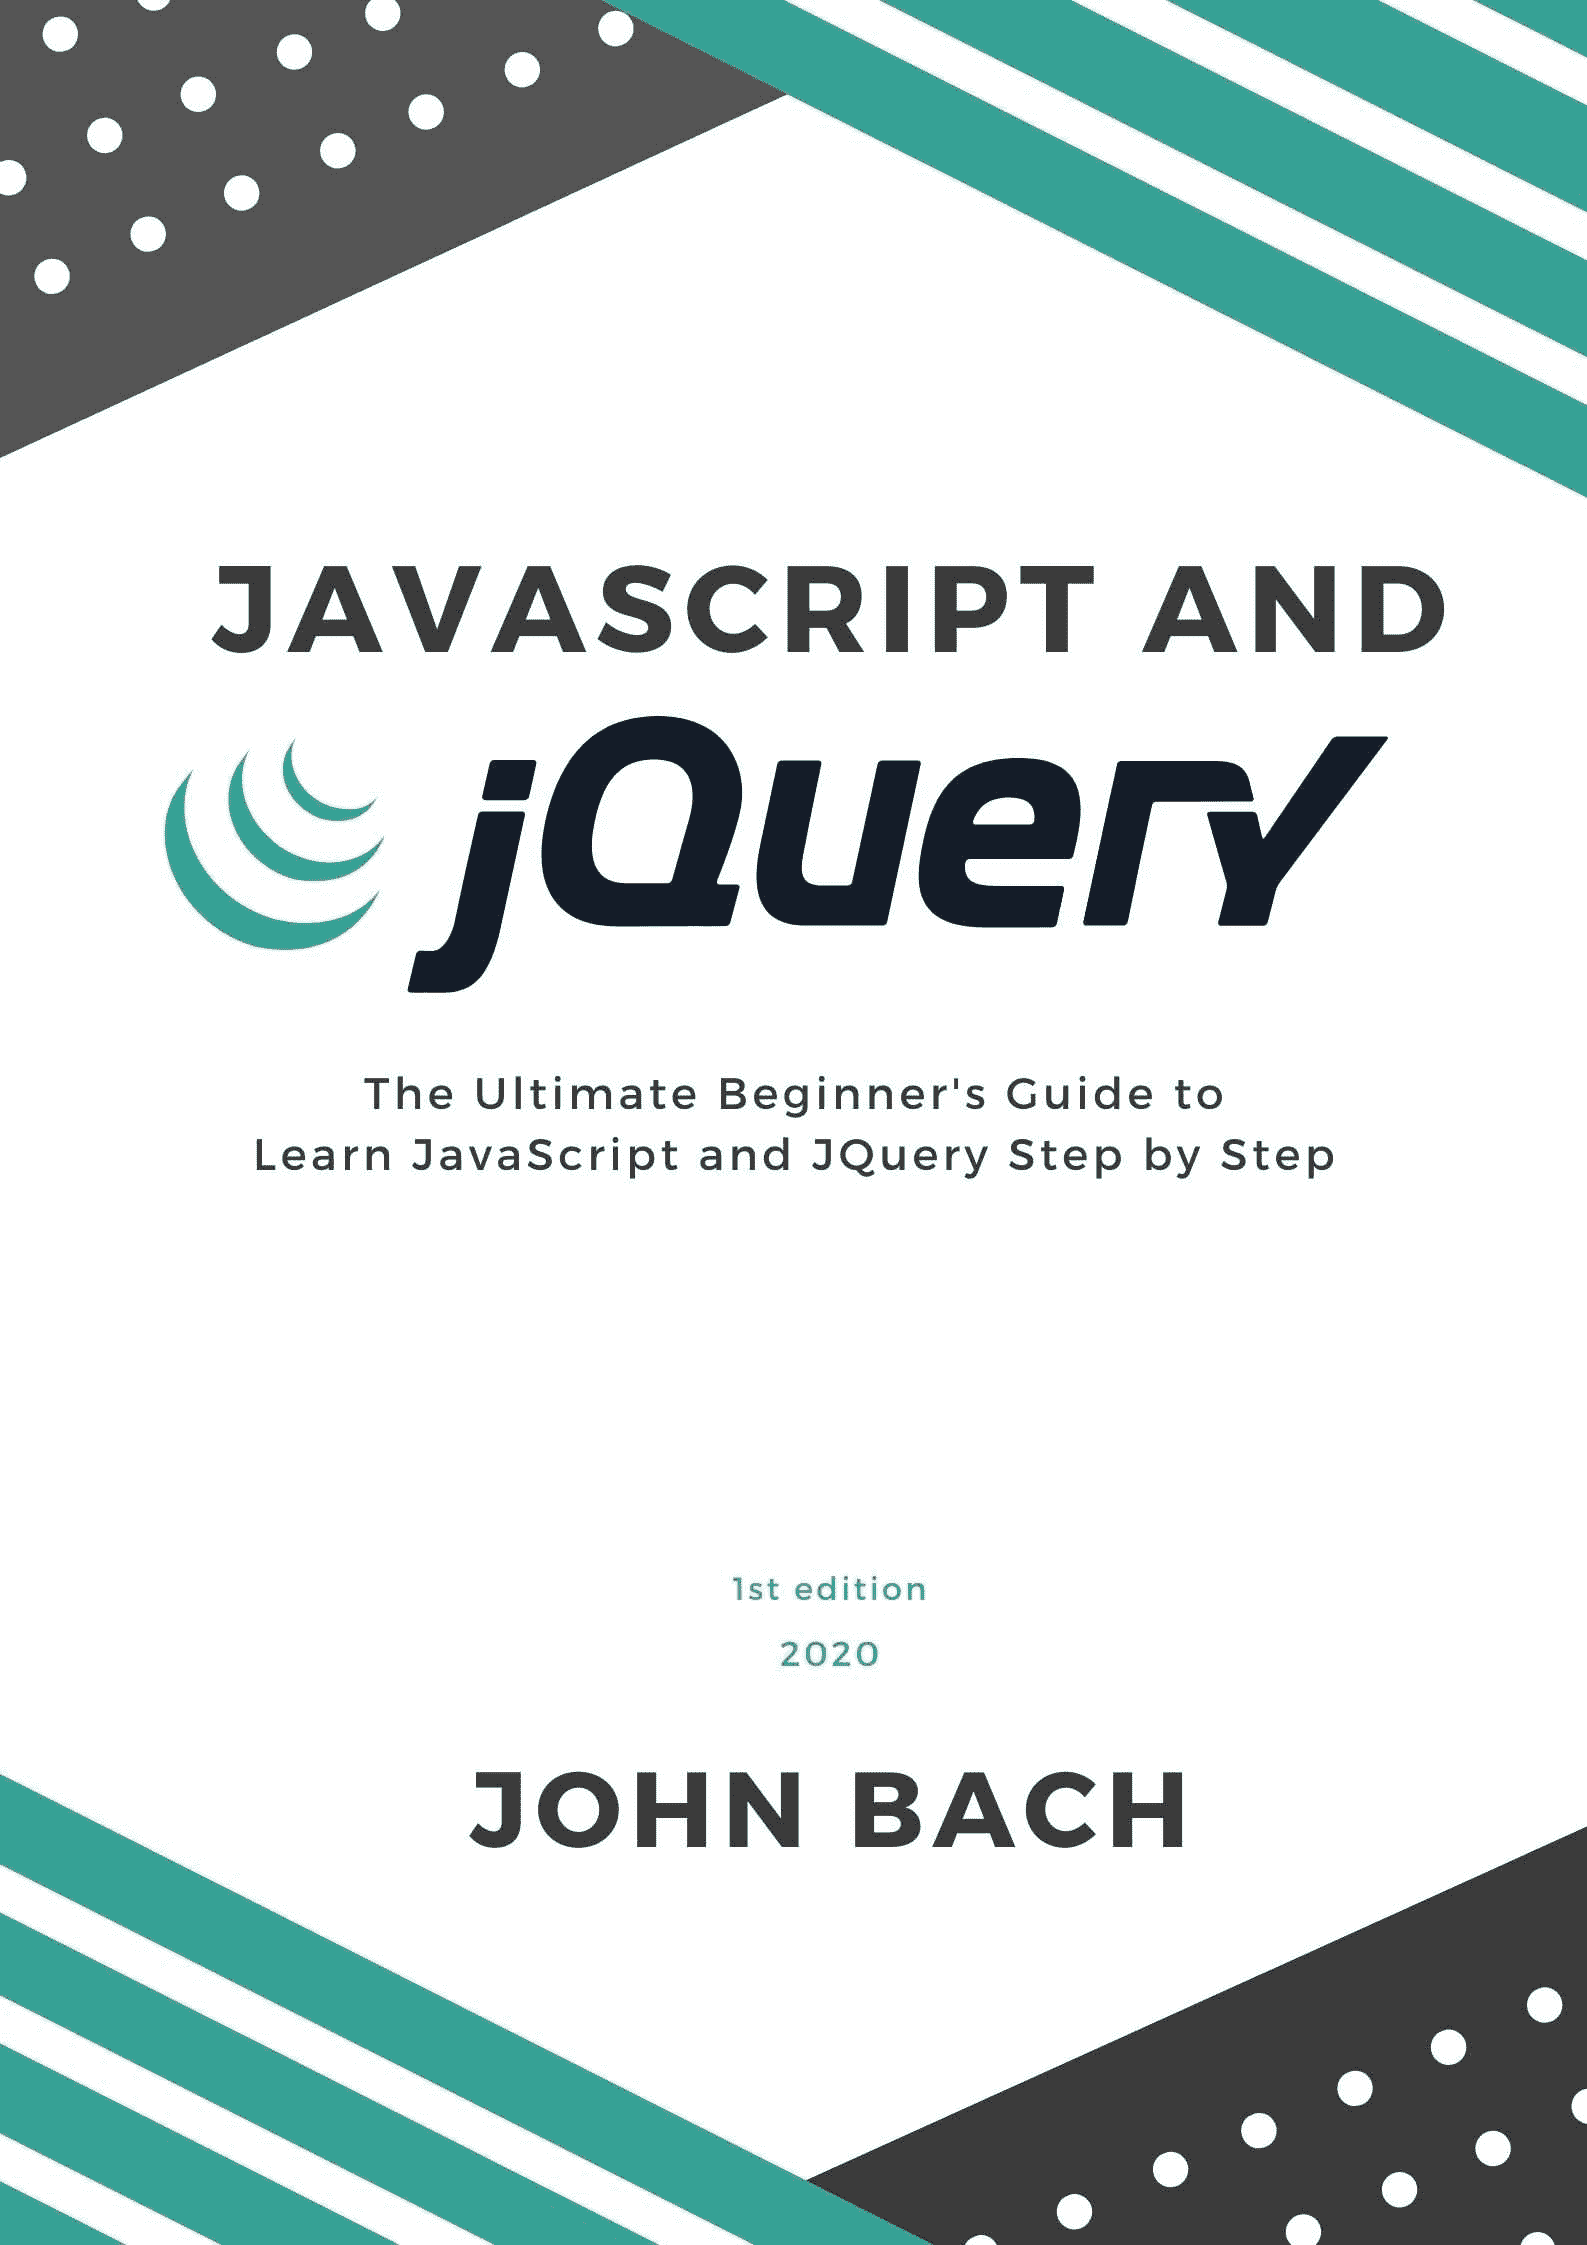 JAVASCRIPT AND
jQuery
The Ultimate Beginner's Guide to
Learn JavaScript and JQuery Step by Step
1st edition
2020
JOHN BACH